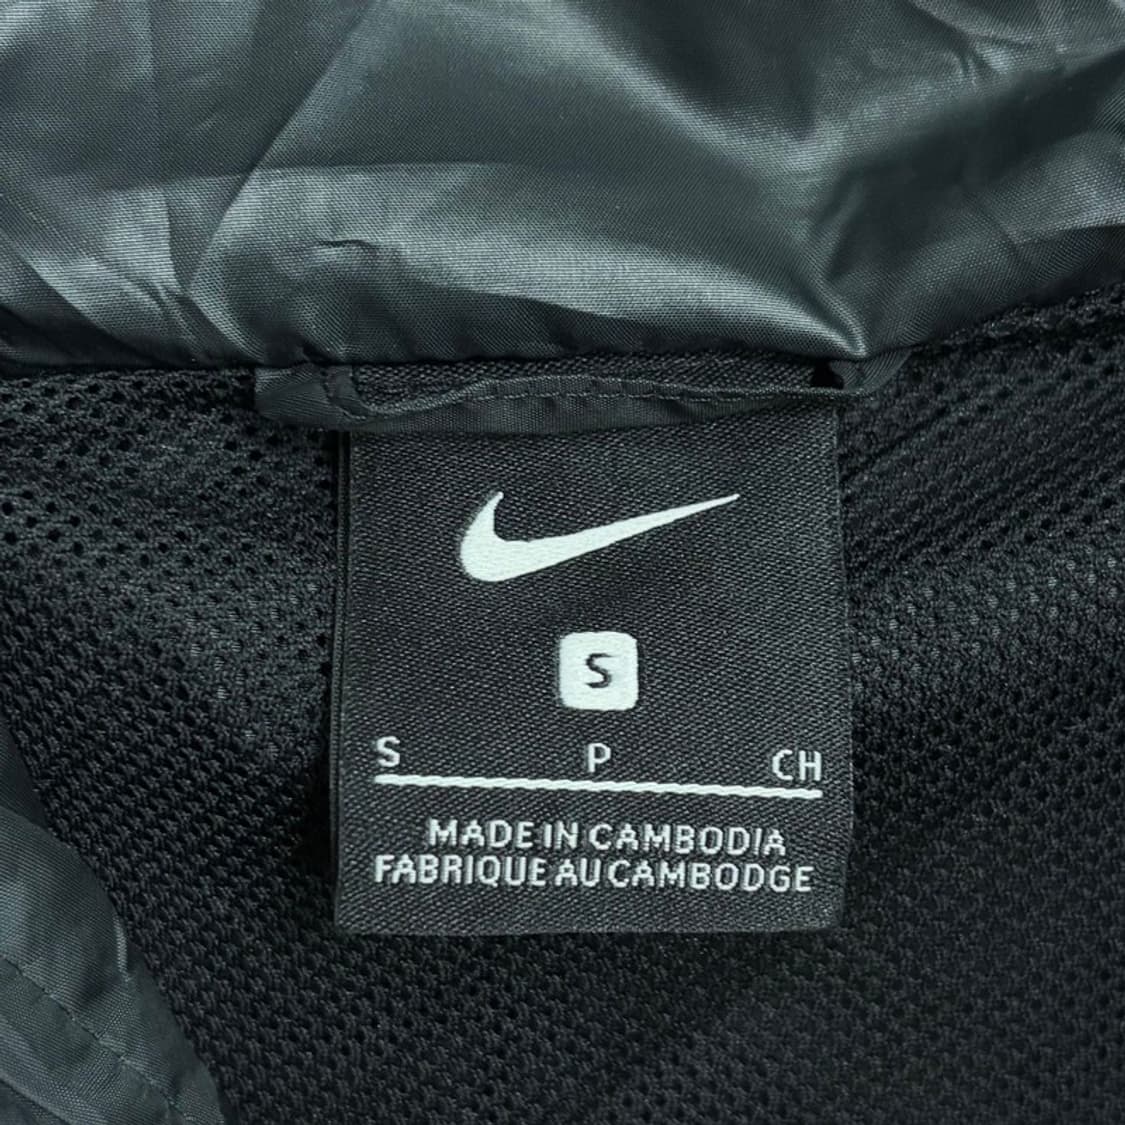 S
S P CH
MADE IN CAMBODIA
FABRIQUE AU CAMBODGE